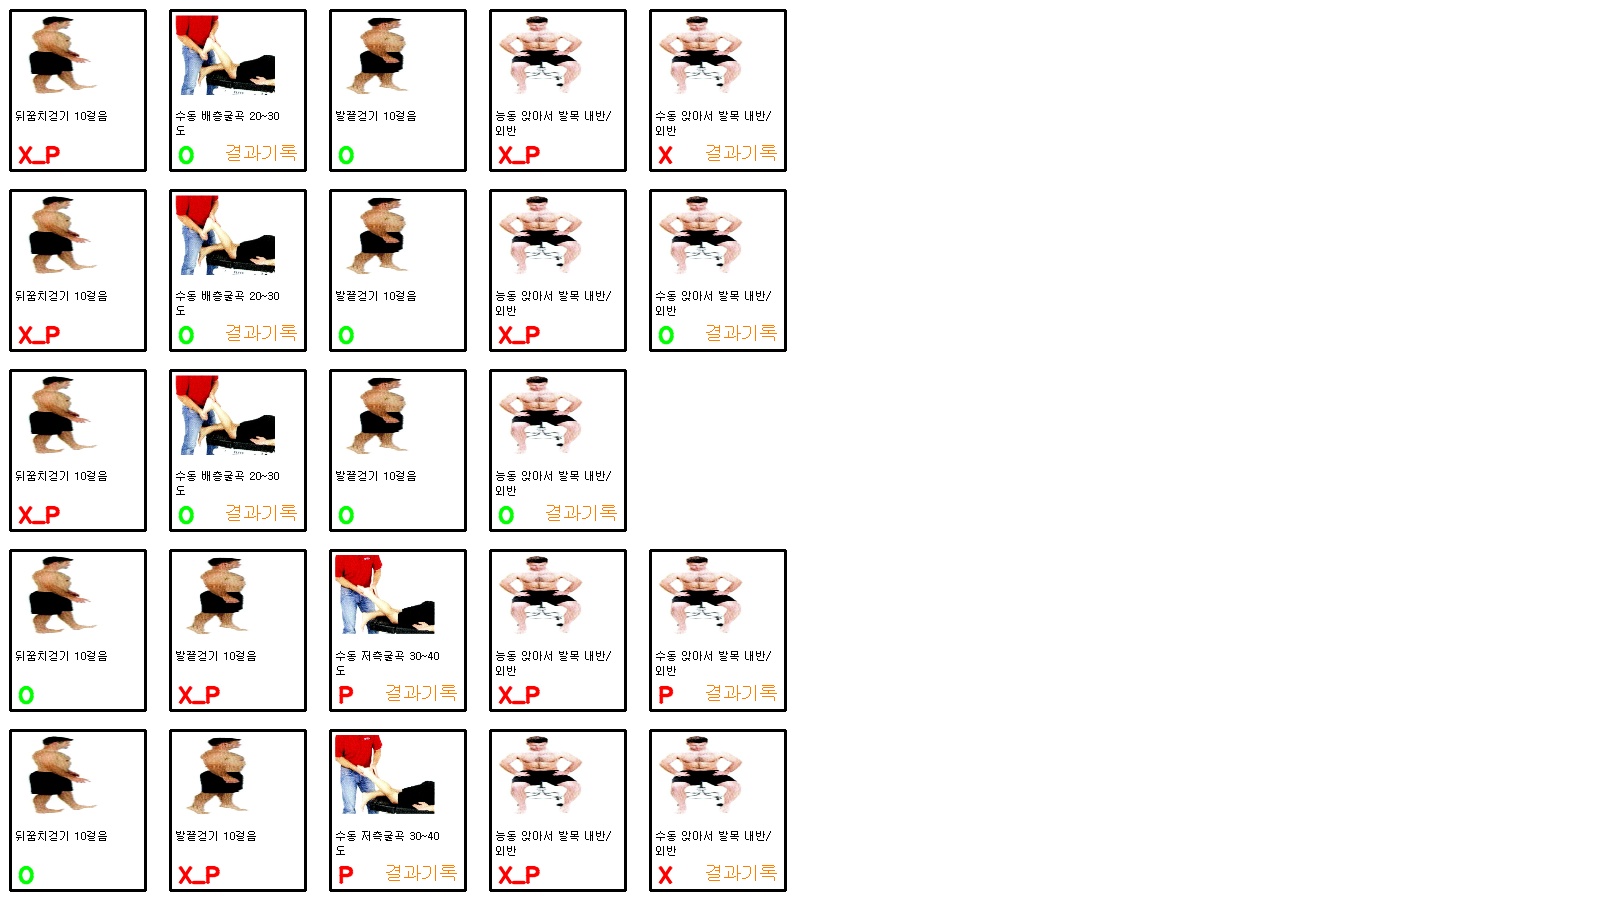 뒤꿈치걷기 10걸음
X_P
수동 배측굴곡 20~30
도
O 결과기록
발끝걷기 10걸음
O
능동 앉아서 발목 내반/
외반
X_P
수동 앉아서 발목 내반/
외반
X 결과기록
뒤꿈치걷기 10걸음
X_P
수동 배측굴곡 20~30
도
O 결과기록
발끝걷기 10걸음
O
능동 앉아서 발목 내반/
외반
X_P
수동 앉아서 발목 내반/
외반
O 결과기록
뒤꿈치걷기 10걸음
X_P
수동 배측굴곡 20~30
도
O 결과기록
발끝걷기 10걸음
O
능동 앉아서 발목 내반/
외반
O 결과기록
뒤꿈치걷기 10걸음
O
발끝걷기 10걸음
X_P
수동 저측굴곡 30~40
도
P 결과기록
능동 앉아서 발목 내반/
외반
X_P
수동 앉아서 발목 내반/
외반
P 결과기록
뒤꿈치걷기 10걸음
O
발끝걷기 10걸음
X_P
수동 저측굴곡 30~40
도
P 결과기록
능동 앉아서 발목 내반/
외반
X_P
수동 앉아서 발목 내반/
외반
X 결과기록